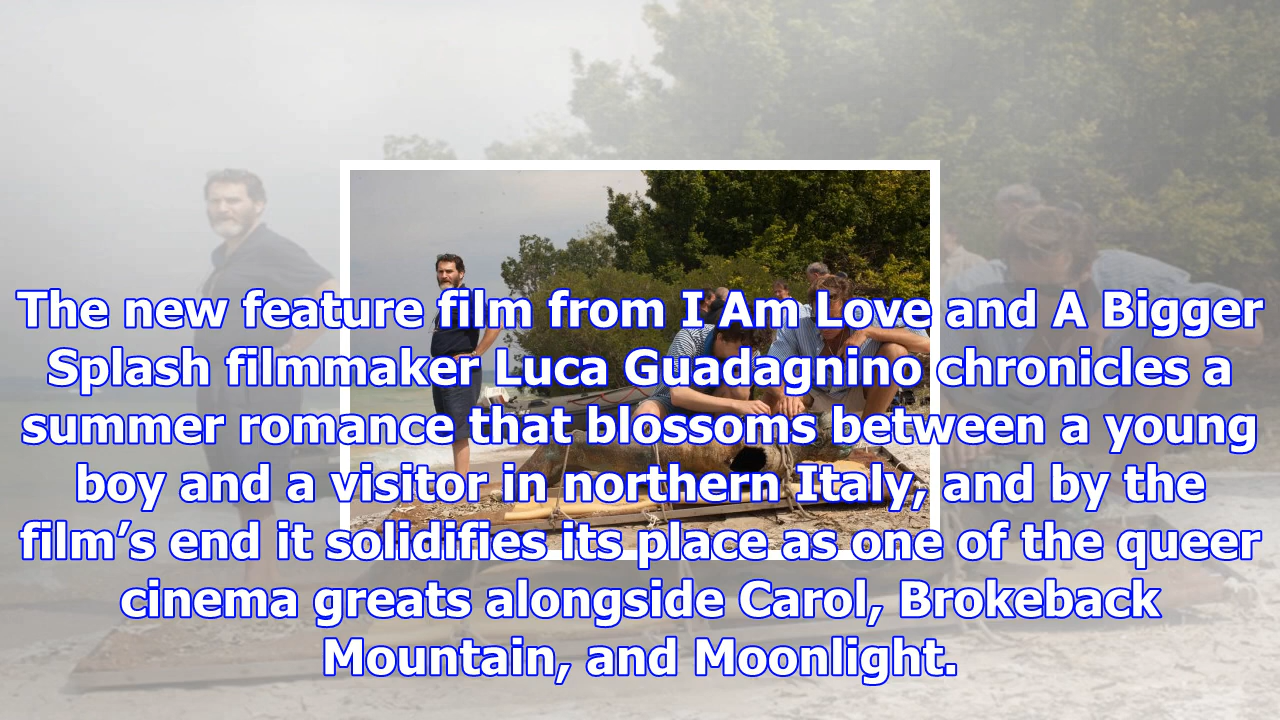 The new feature film from I Am Love and A Bigger
Splash filmmaker Luca Guadagnino chronicles a
summer romance that blossoms between a young
boy and a visitor in northern Italy, and by the
film’s end it solidifies its place as one of the queer
cinema greats alongside Carol, Brokeback
Mountain, and Moonlight.